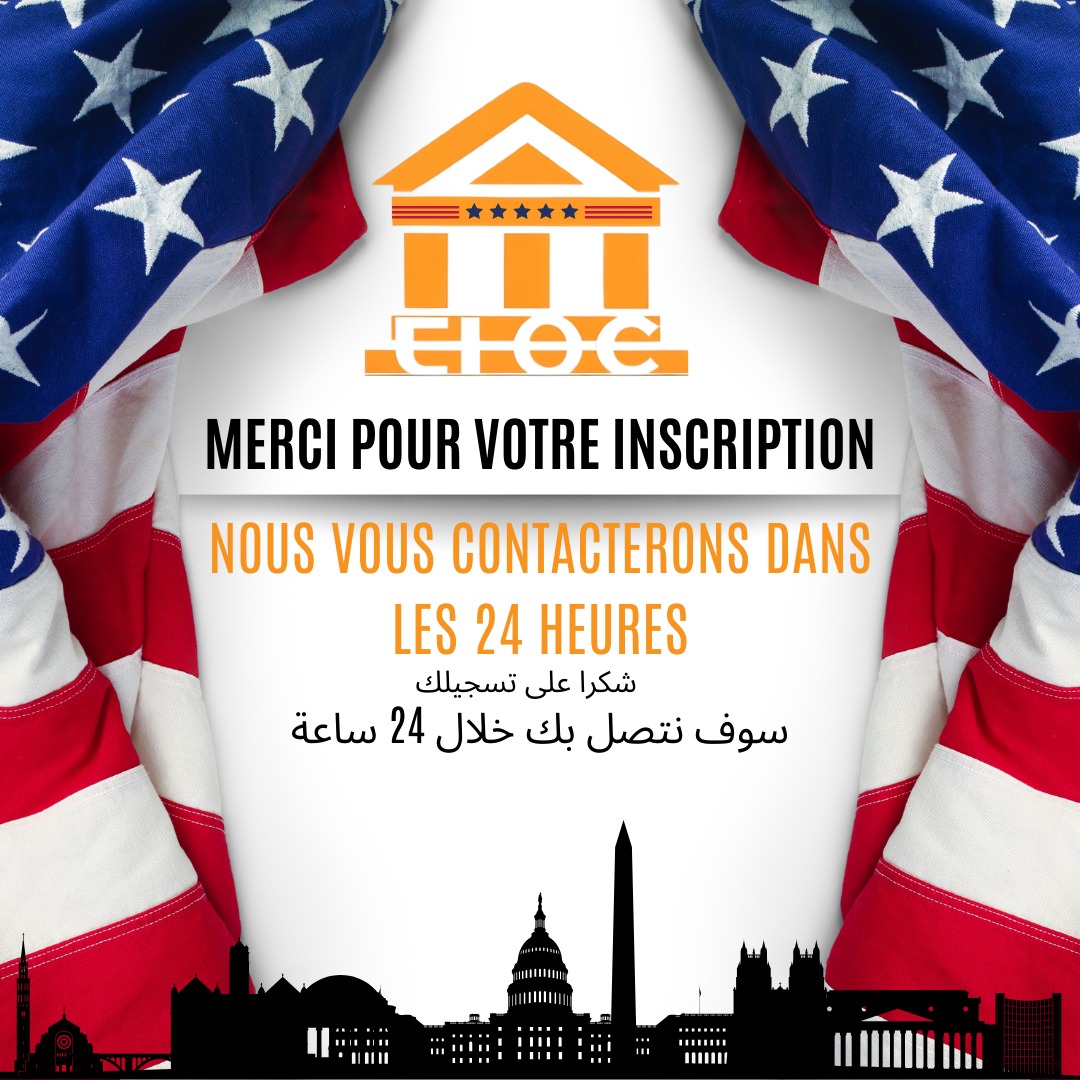 ELOC
MERCI POUR VOTRE INSCRIPTION
NOUS VOUS CONTACTERONS DANS
LES 24 HEURES
شكرا على تسجيلك
سوف نتصل بك خلال 24 ساعة